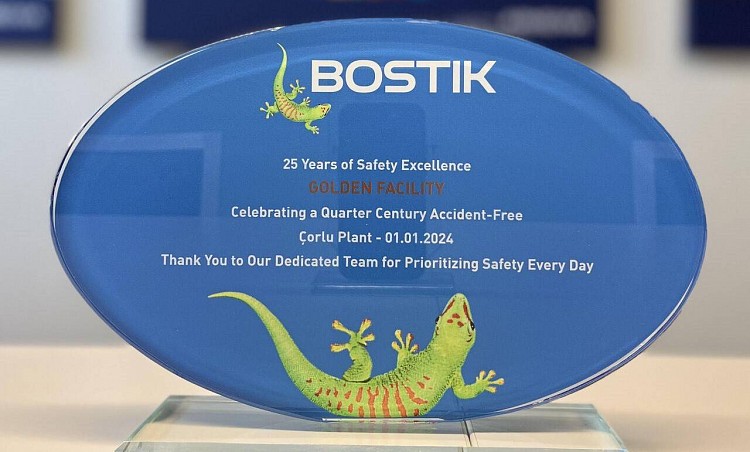 BOSTIK
25 Years of Safety Excellence
GOLDEN FACILITY
Celebrating a Quarter Century Accident-Free
Çorlu Plant - 01.01.2024
Thank You to Our Dedicated Team for Prioritizing Safety Every Day